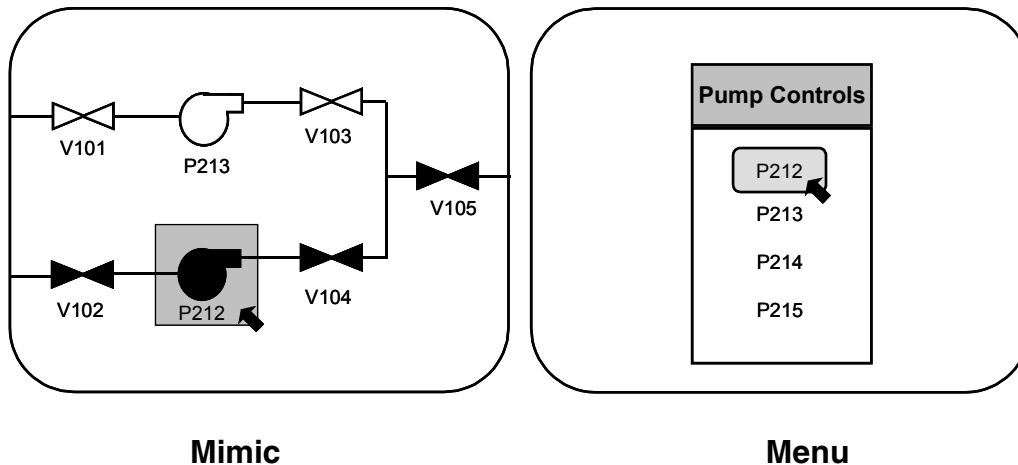 V101
P213
V103
V105
V102
P212
V104
Mimic
Pump Controls
P212
P213
P214
P215
Menu